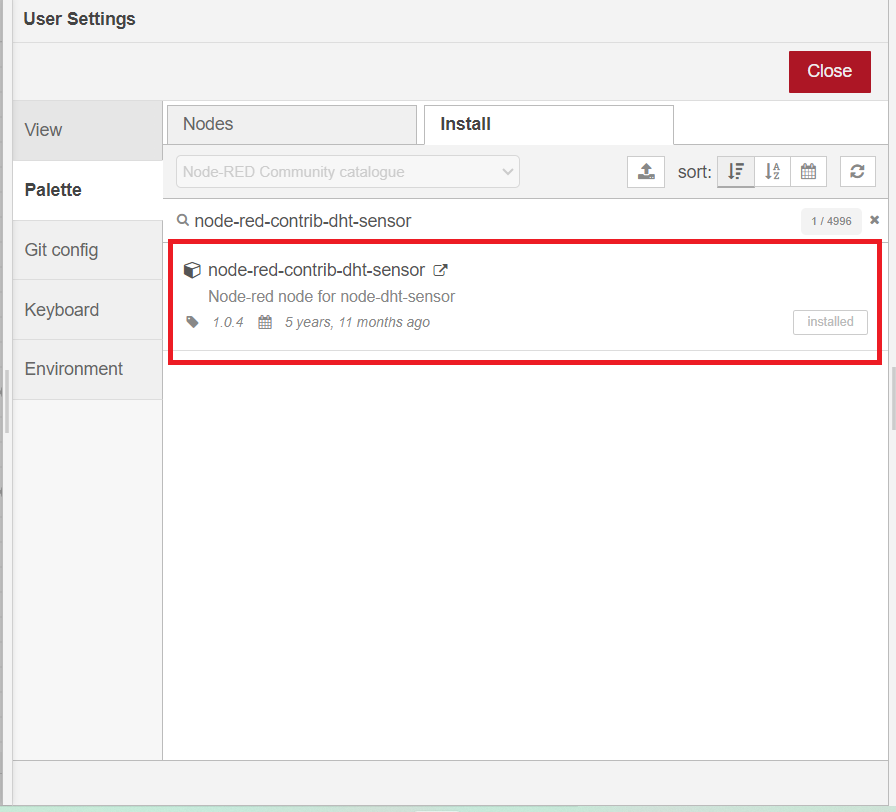 User Settings
Close
View
Palette
Git config
Keyboard
Environment
Nodes
Install
Node-RED Community catalogue
sort:
A
Z
node-red-contrib-dht-sensor
1 / 4996
node-red-contrib-dht-sensor
Node-red node for node-dht-sensor
1.0.4 5 years, 11 months ago
installed